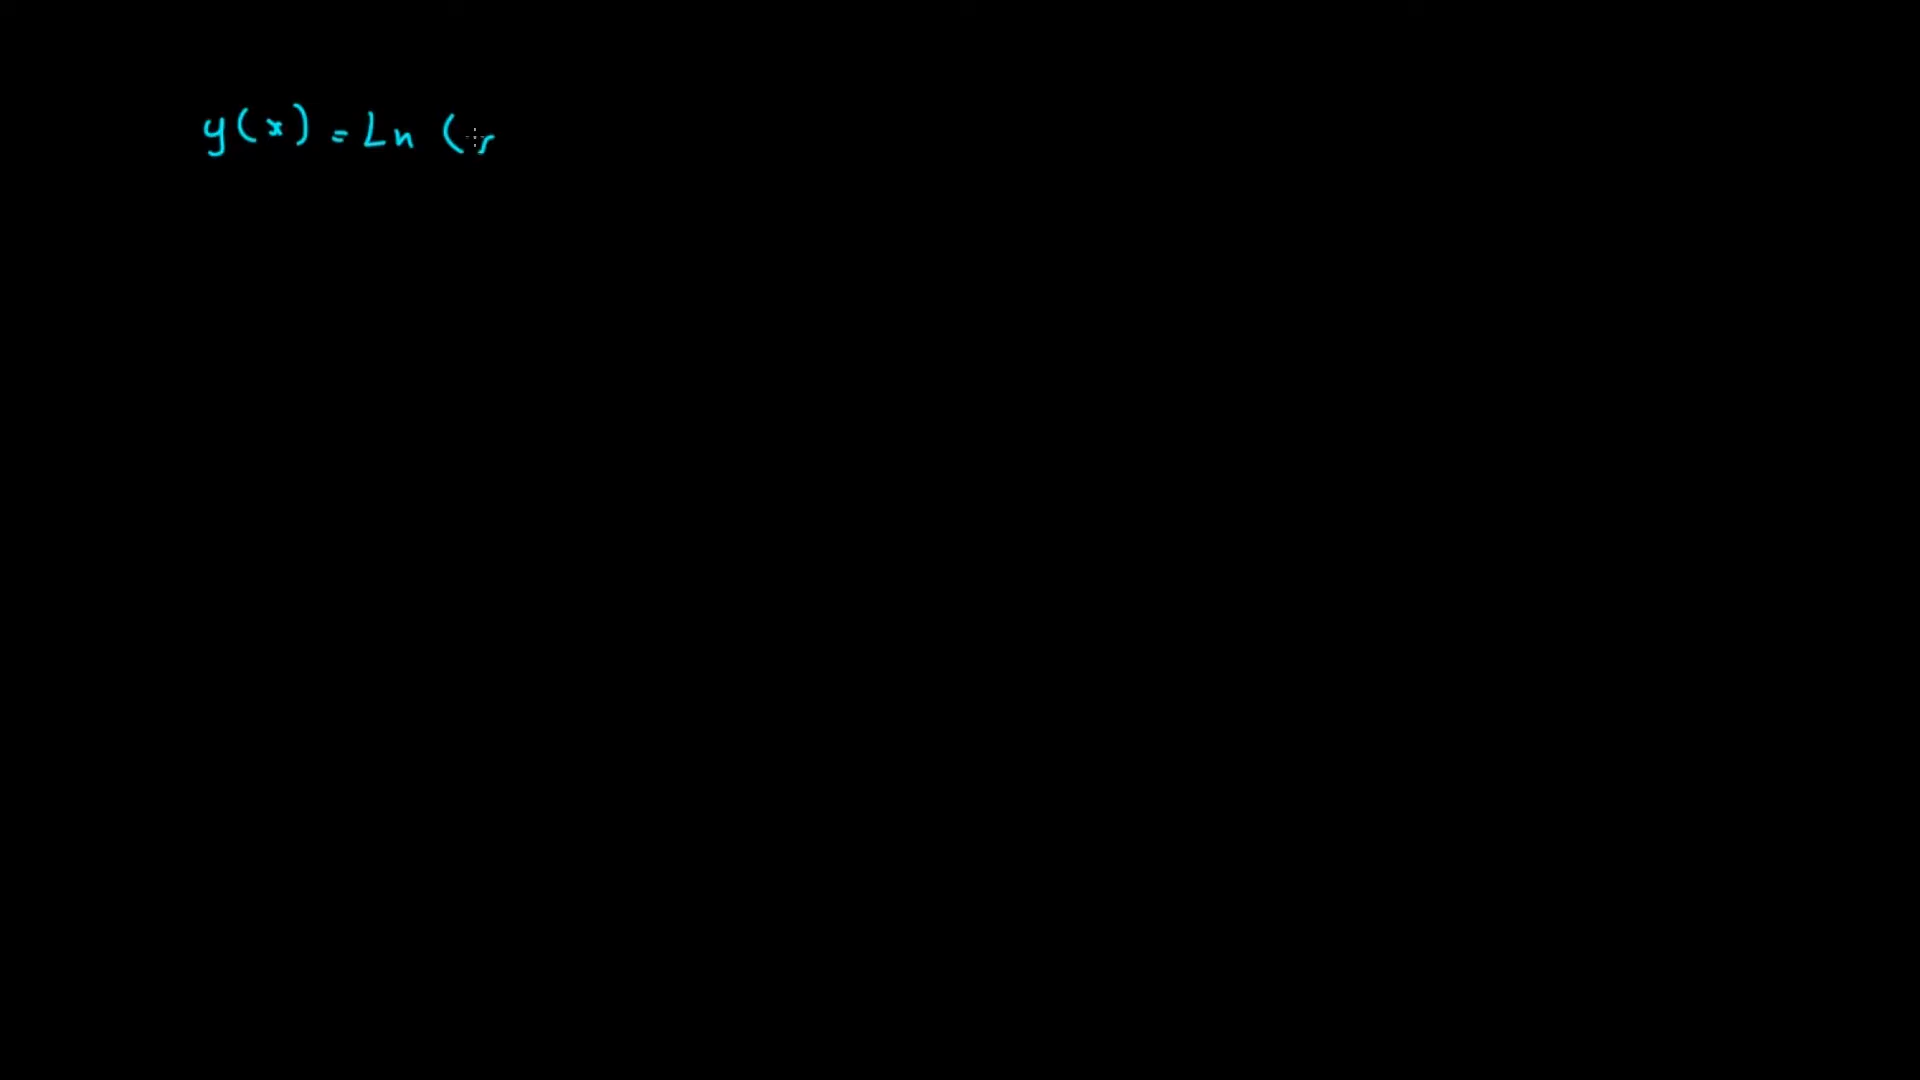 y(x) = Ln (